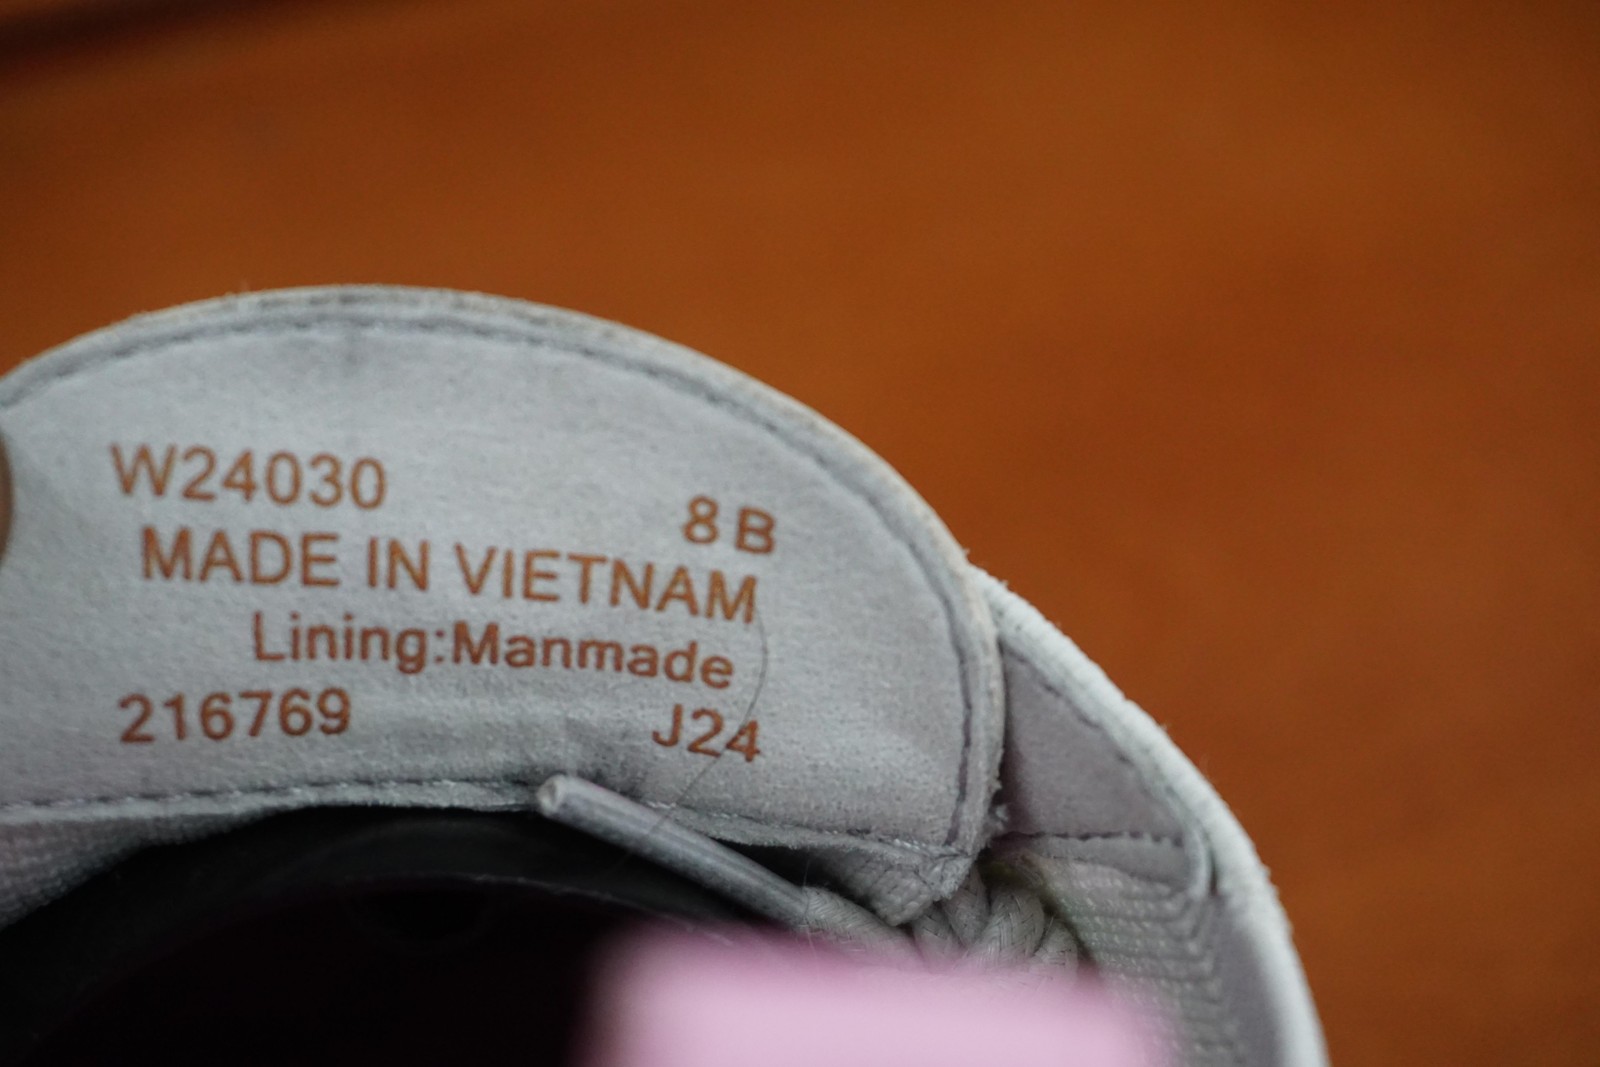 W24030 8 B
MADE IN VIETNAM
Lining:Manmade
216769 J24